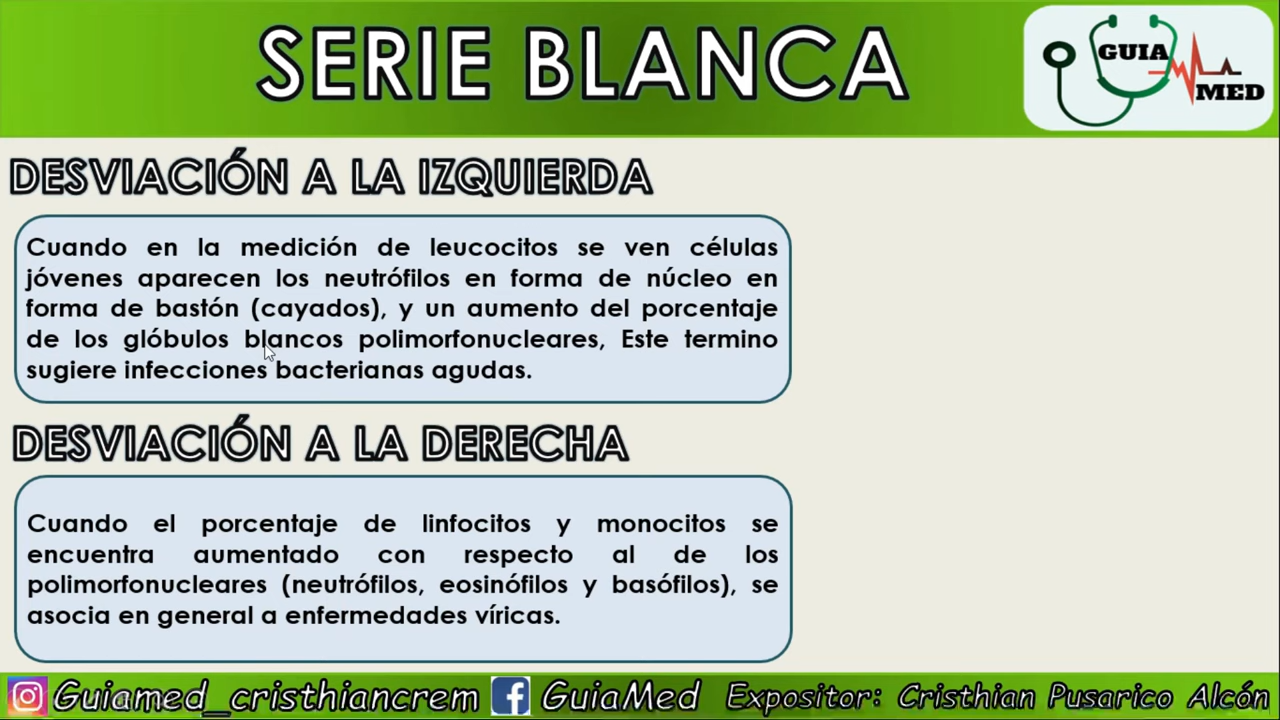 SERIE BLANCA
GUIA
MED
DESVIACIÓN A LA IZQUIERDA
Cuando en la medición de leucocitos se ven células
jóvenes aparecen los neutrófilos en forma de núcleo en
forma de bastón (cayados), y un aumento del porcentaje
de los glóbulos blancos polimorfonucleares, Este termino
sugiere infecciones bacterianas agudas.
DESVIACIÓN A LA DERECHA
Cuando el porcentaje de linfocitos y monocitos se
encuentra aumentado con respecto al de los
polimorfonucleares (neutrófilos, eosinófilos y basófilos), se
asocia en general a enfermedades víricas.
Guiamed_cristhiancrem GuiaMed Expositor: Cristhian Pusarico Alcón